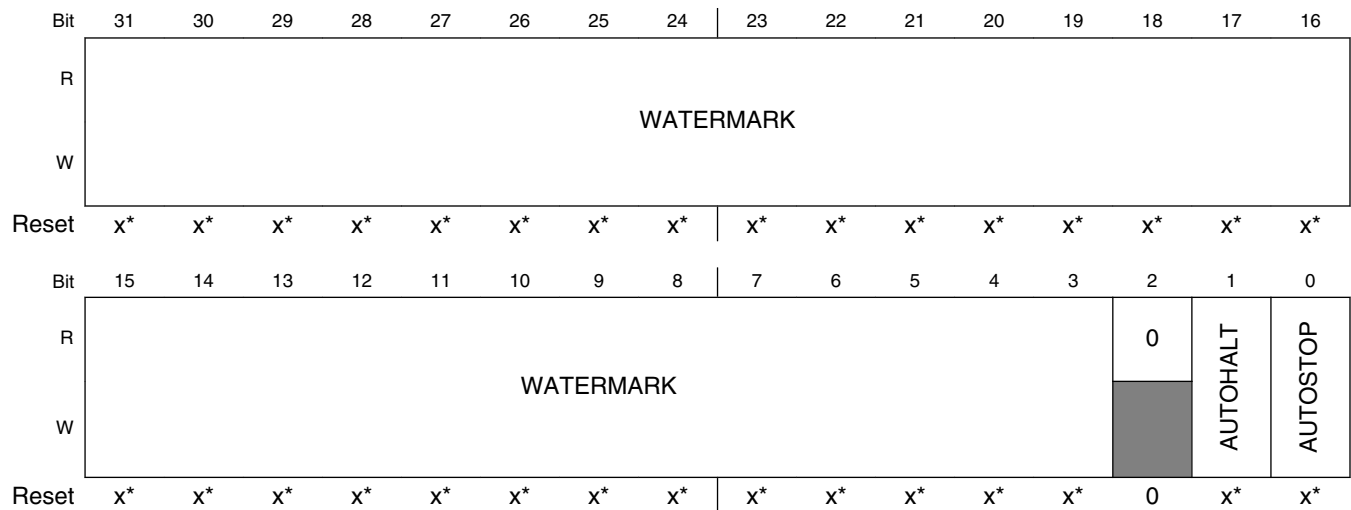 Bit 31 30 29 28 27 26 25 24 23 22 21 20 19 18 17 16
R
WATERMARK
W
Reset x* x* x* x* x* x* x* x* x* x* x* x* x* x* x* x*
Bit 15 14 13 12 11 10 9 8 7 6 5 4 3 2 1 0
R 0
WATERMARK AUTOHALT AUTOSTOP
W
Reset x* x* x* x* x* x* x* x* x* x* x* x* x* 0 x* x*